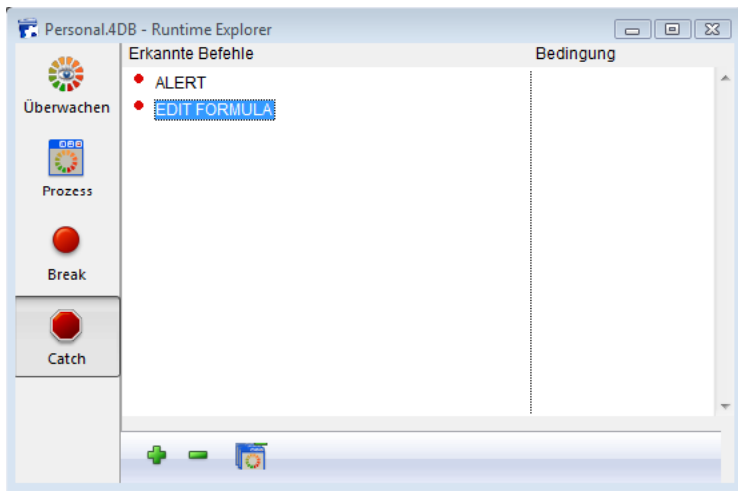 Personal.4DB - Runtime Explorer
Erkannte Befehle Bedingung
ALERT
EDIT FORMULA
Überwachen
Prozess
Break
Catch